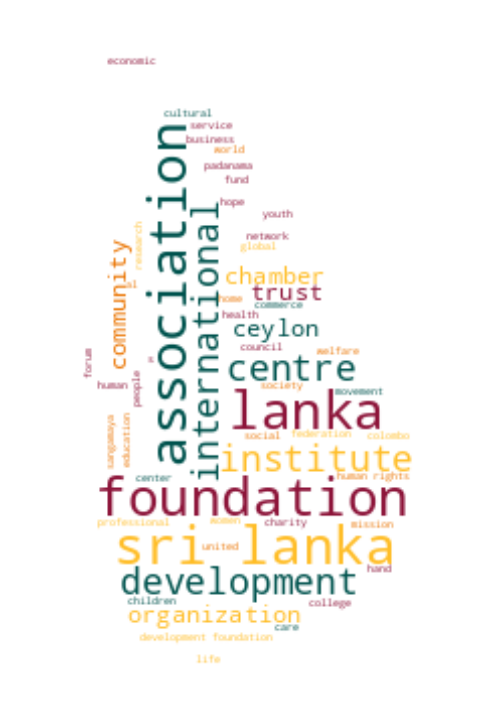 economic
cultural
service
business
world
padanama
fund
association
hope
international
youth
research
network
community
global
al
chamber
trust
home
commerce
health
ceylon
council
welfare
forum
p
centre
human
people
society
movement
lanka
sangamaya
education
social
federation
colombo
institute
center
human rights
foundation
professional
women
charity
mission
sri lanka
united
development
hand
children
college
organization
care
development foundation
life